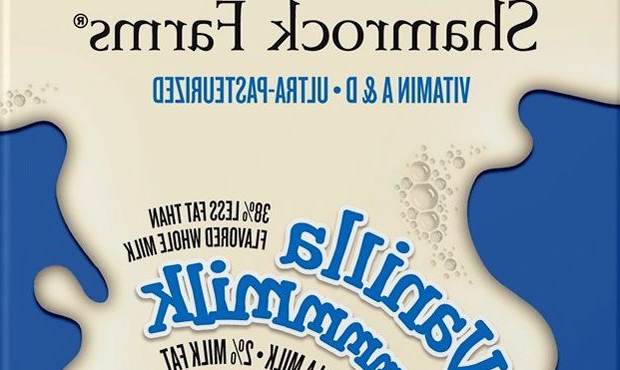 Shamrock Farms®
VITAMIN A & D • ULTRA-PASTEURIZED
38% LESS FAT THAN
FLAVORED WHOLE MILK
Vanilla
mmmmilk
MILK • 2% MILK FAT